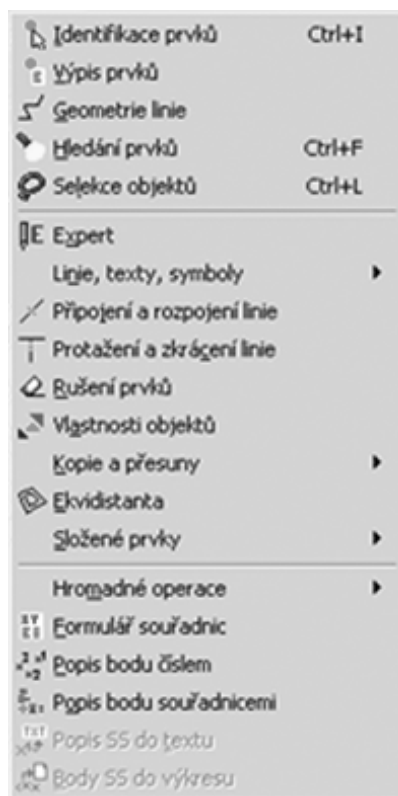 Identifikace prvků Ctrl+I
Výpis prvků
Geometrie linie
Hledání prvků Ctrl+F
Selekce objektů Ctrl+L
Expert
Linie, texty, symboly
Připojení a rozpojení linie
Protažení a zkrácení linie
Rušení prvků
Vlastnosti objektů
Kopie a přesuny
Ekvidistanta
Složené prvky
Hromadné operace
Formulář souřadnic
Popis bodu číslem
Popis bodu souřadnicemi
Popis SS do textu
Body SS do výkresu